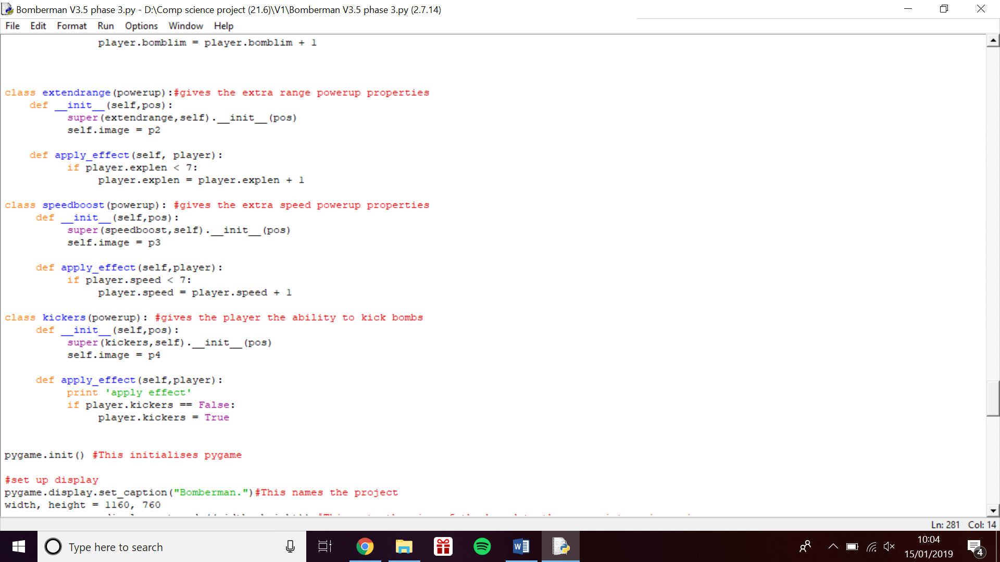 Bomberman V3.5 phase 3.py - D:\Comp science project (21.6)\V1\Bomberman V3.5 phase 3.py (2.7.14)
File Edit Format Run Options Window Help
player.bomblim = player.bomblim + 1
class extendrange(powerup):#gives the extra range powerup properties
def __init__(self,pos):
super(extendrange,self).__init__(pos)
self.image = p2
def apply_effect(self, player):
if player.explen < 7:
player.explen = player.explen + 1
class speedboost(powerup): #gives the extra speed powerup properties
def __init__(self,pos):
super(speedboost,self).__init__(pos)
self.image = p3
def apply_effect(self,player):
if player.speed < 7:
player.speed = player.speed + 1
class kickers(powerup): #gives the player the ability to kick bombs
def __init__(self,pos):
super(kickers,self).__init__(pos)
self.image = p4
def apply_effect(self,player):
print 'apply effect'
if player.kickers == False:
player.kickers = True
pygame.init() #This initialises pygame
#set up display
pygame.display.set_caption("Bomberman.")#This names the project
width, height = 1160, 760
Ln: 281 Col: 14
Type here to search
10:04
15/01/2019
4